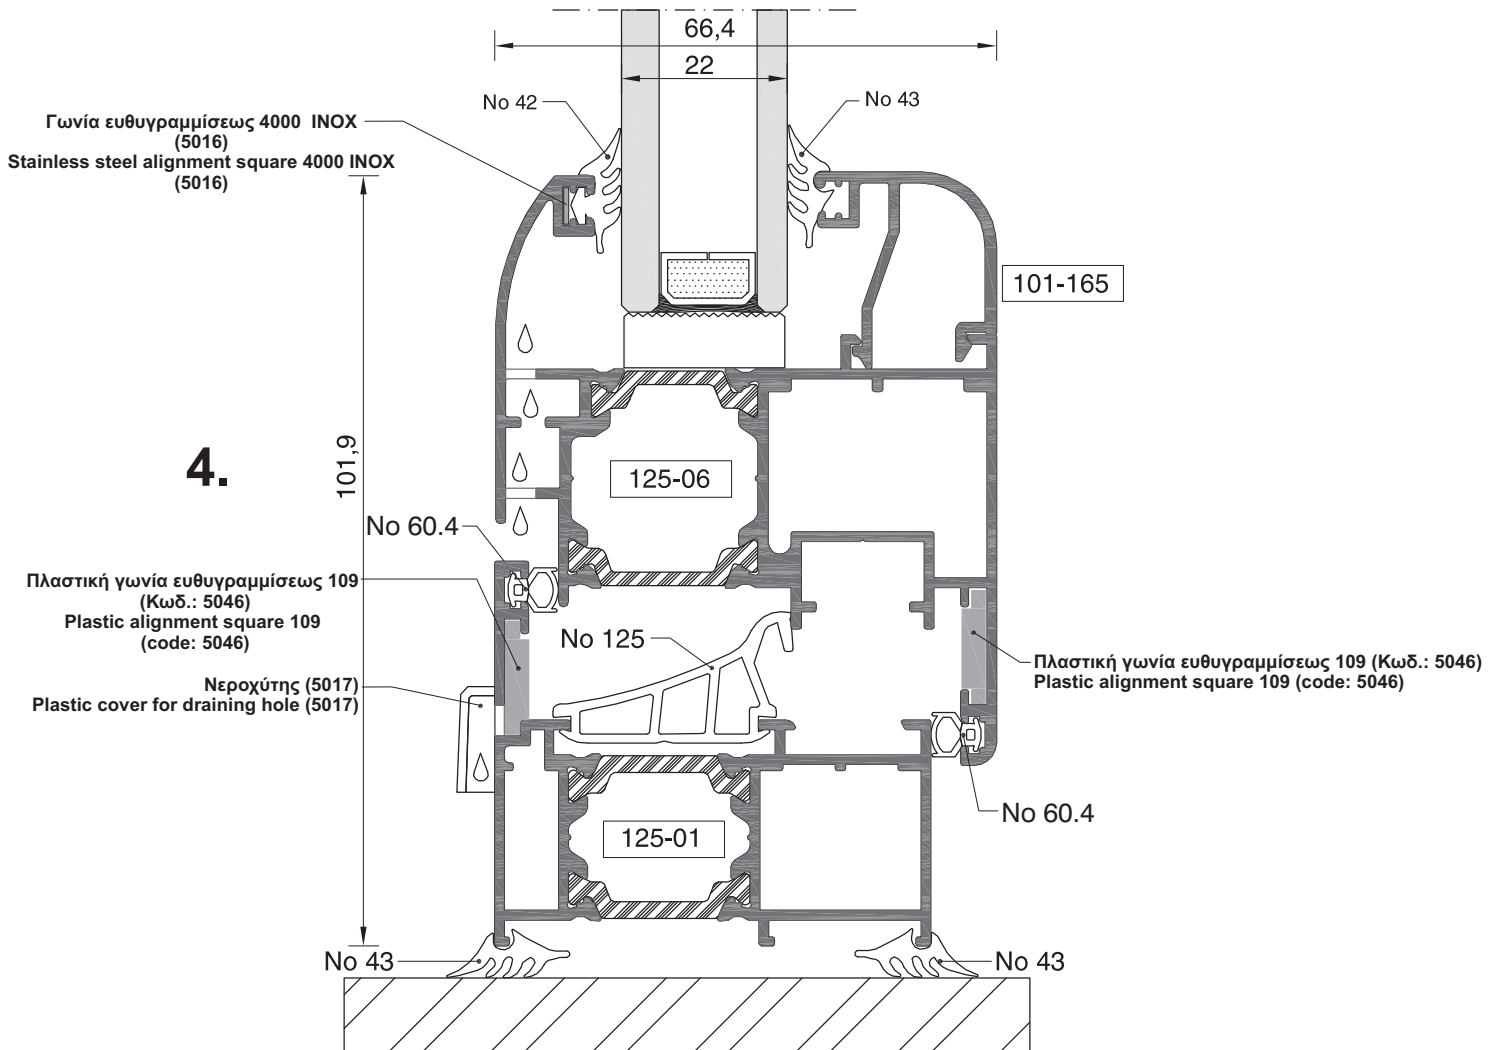 66,4
22
No 42
No 43
Γωνία ευθυγραμμίσεως 4000 INOX
(5016)
Stainless steel alignment square 4000 INOX
(5016)
101-165
4.
101,9
125-06
No 60.4
Πλαστική γωνία ευθυγραμμίσεως 109
(Κωδ.: 5046)
Plastic alignment square 109
(code: 5046)
No 125
Πλαστική γωνία ευθυγραμμίσεως 109 (Κωδ.: 5046)
Plastic alignment square 109 (code: 5046)
Νεροχύτης (5017)
Plastic cover for draining hole (5017)
No 60.4
125-01
No 43
No 43